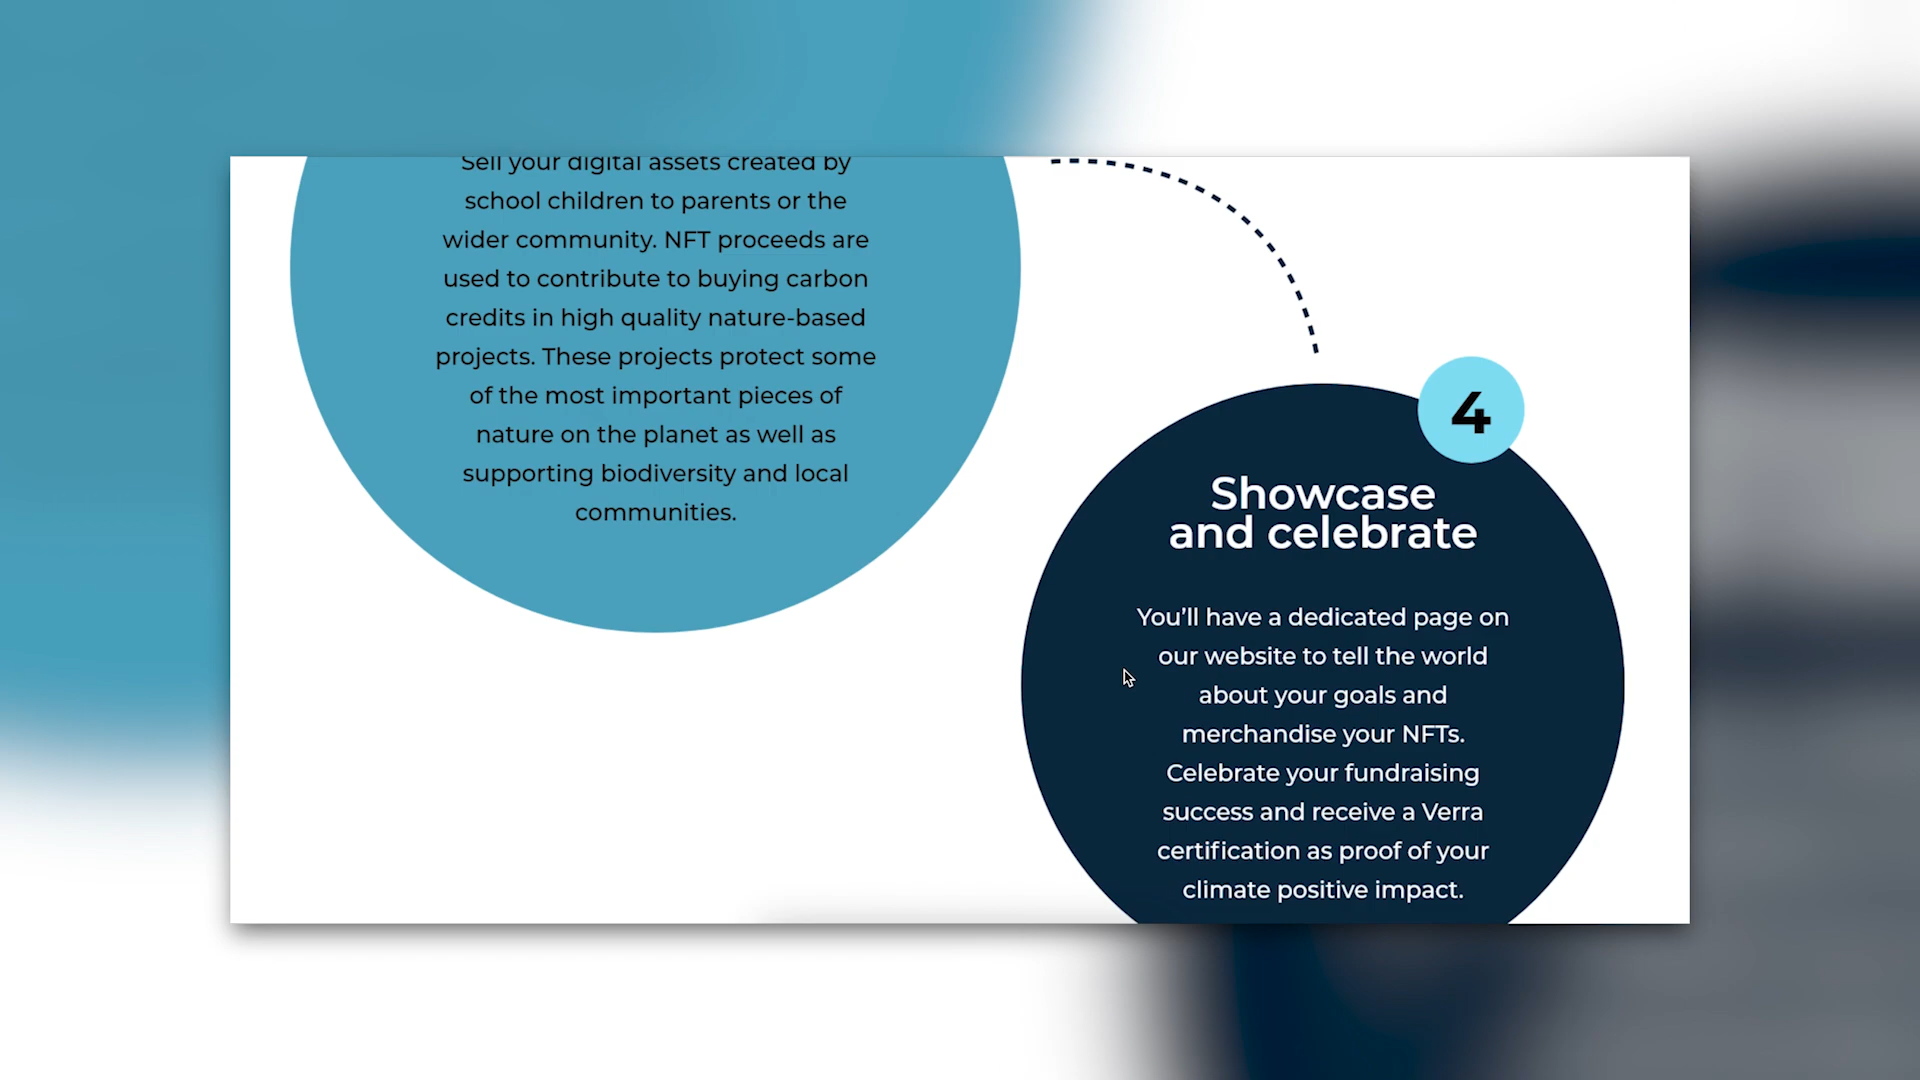 Sell your digital assets created by
school children to parents or the
wider community. NFT proceeds are
used to contribute to buying carbon
credits in high quality nature-based
projects. These projects protect some
of the most important pieces of
nature on the planet as well as
supporting biodiversity and local
communities.
4
Showcase
and celebrate
You’ll have a dedicated page on
our website to tell the world
about your goals and
merchandise your NFTs.
Celebrate your fundraising
success and receive a Verra
certification as proof of your
climate positive impact.